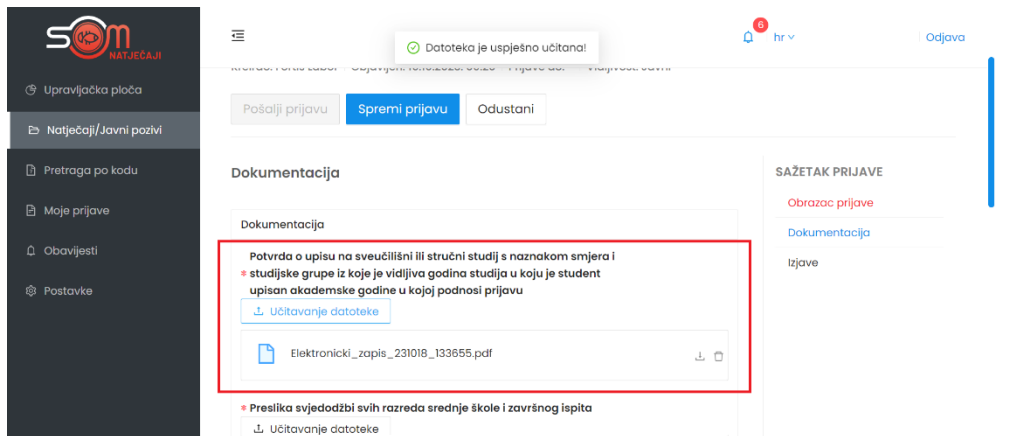 SOM
NATJEČAJI
Datoteka je uspješno učitana!
6
hr
Odjava
Upravljačka ploča
Natječaji/Javni pozivi
Pretraga po kodu
Moje prijave
Obavijesti
Postavke
Pošalji prijavu
Spremi prijavu
Odustani
Dokumentacija
Dokumentacija
Potvrda o upisu na sveučilišni ili stručni studij s naznakom smjera i
* studijske grupe iz koje je vidljiva godina studija u koju je student
upisan akademske godine u kojoj podnosi prijavu
Učitavanje datoteke
Elektronicki_zapis_231018_133655.pdf
* Preslika svjedodžbi svih razreda srednje škole i završnog ispita
Učitavanje datoteke
SAŽETAK PRIJAVE
Obrazac prijave
Dokumentacija
Izjave